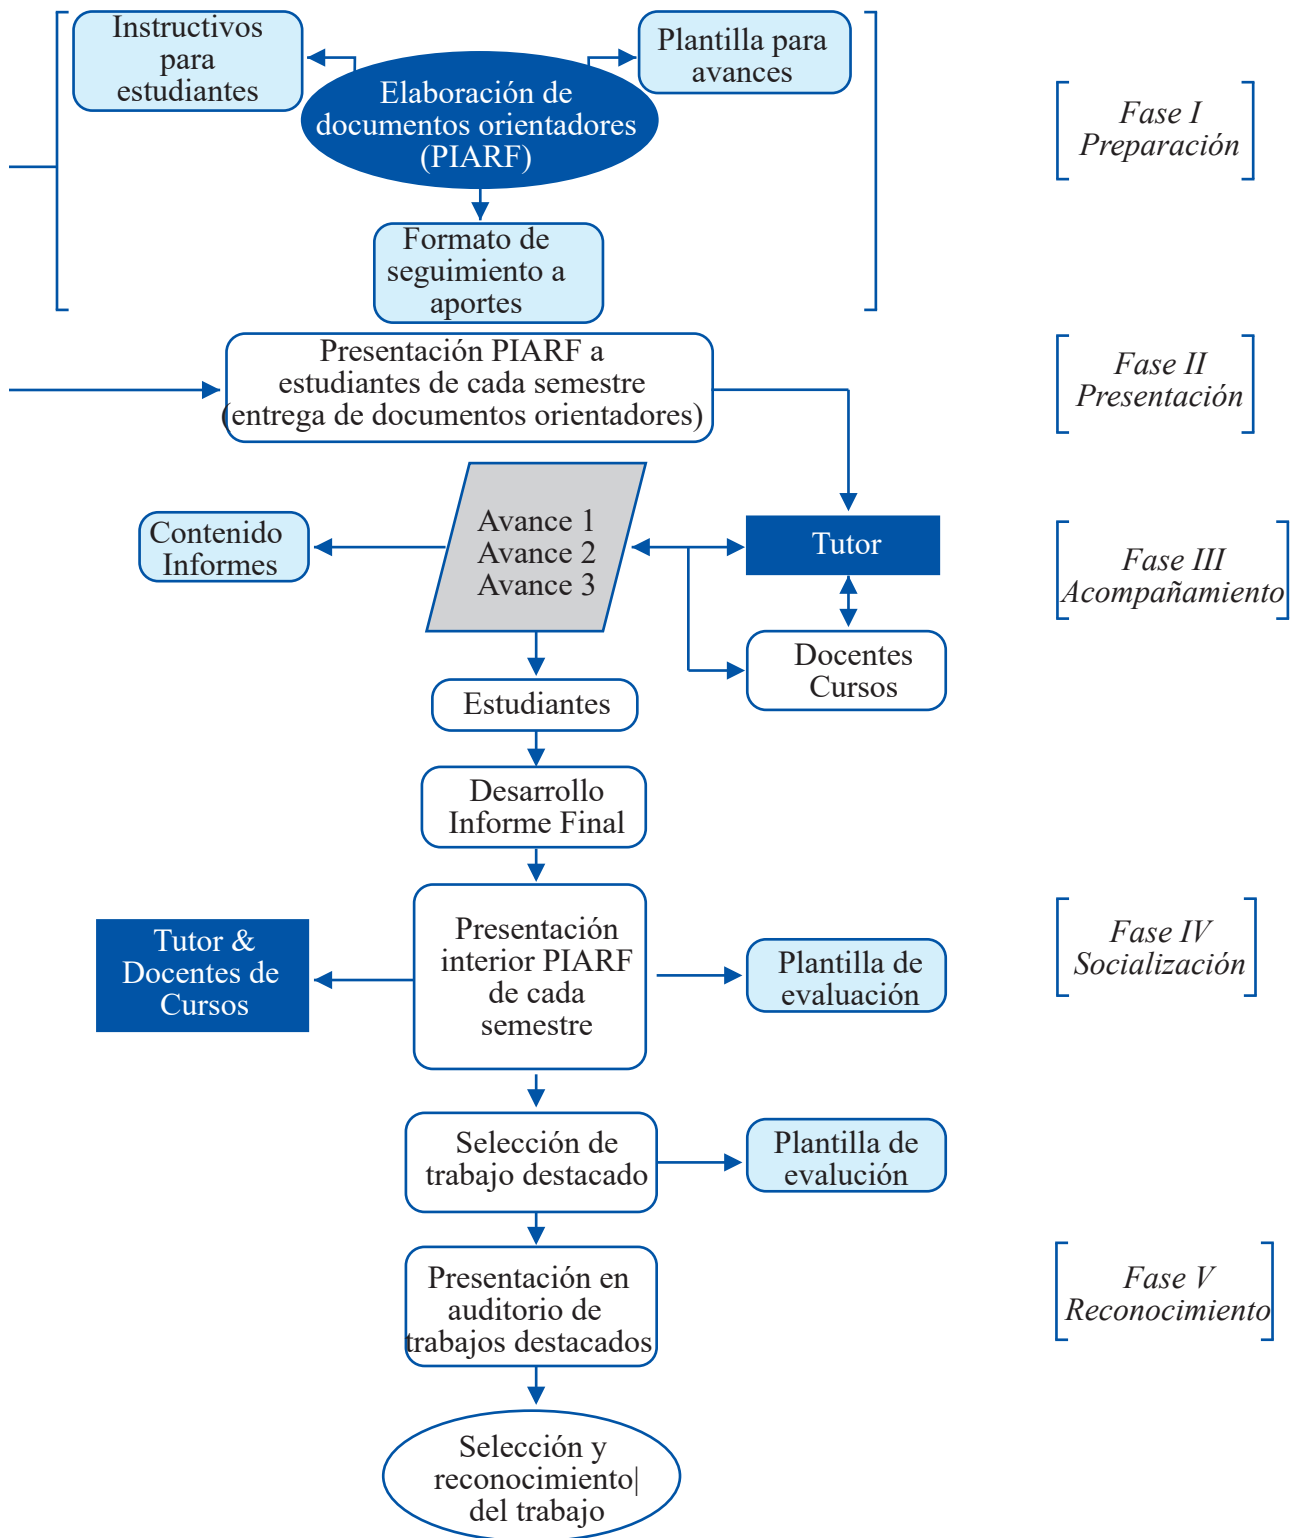 Instructivos
para
estudiantes
Plantilla para
avances
Elaboración de
documentos orientadores
(PIARF)
Formato de
seguimiento a
aportes
Fase I
Preparación
Presentación PIARF a
estudiantes de cada semestre
(entrega de documentos orientadores)
Fase II
Presentación
Contenido
Informes
Avance 1
Avance 2
Avance 3
Tutor
Docentes
Cursos
Fase III
Acompañamiento
Estudiantes
Desarrollo
Informe Final
Tutor &
Docentes de
Cursos
Presentación
interior PIARF
de cada
semestre
Plantilla de
evaluación
Fase IV
Socialización
Selección de
trabajo destacado
Plantilla de
evalución
Presentación en
auditorio de
trabajos destacados
Fase V
Reconocimiento
Selección y
reconocimiento|
del trabajo